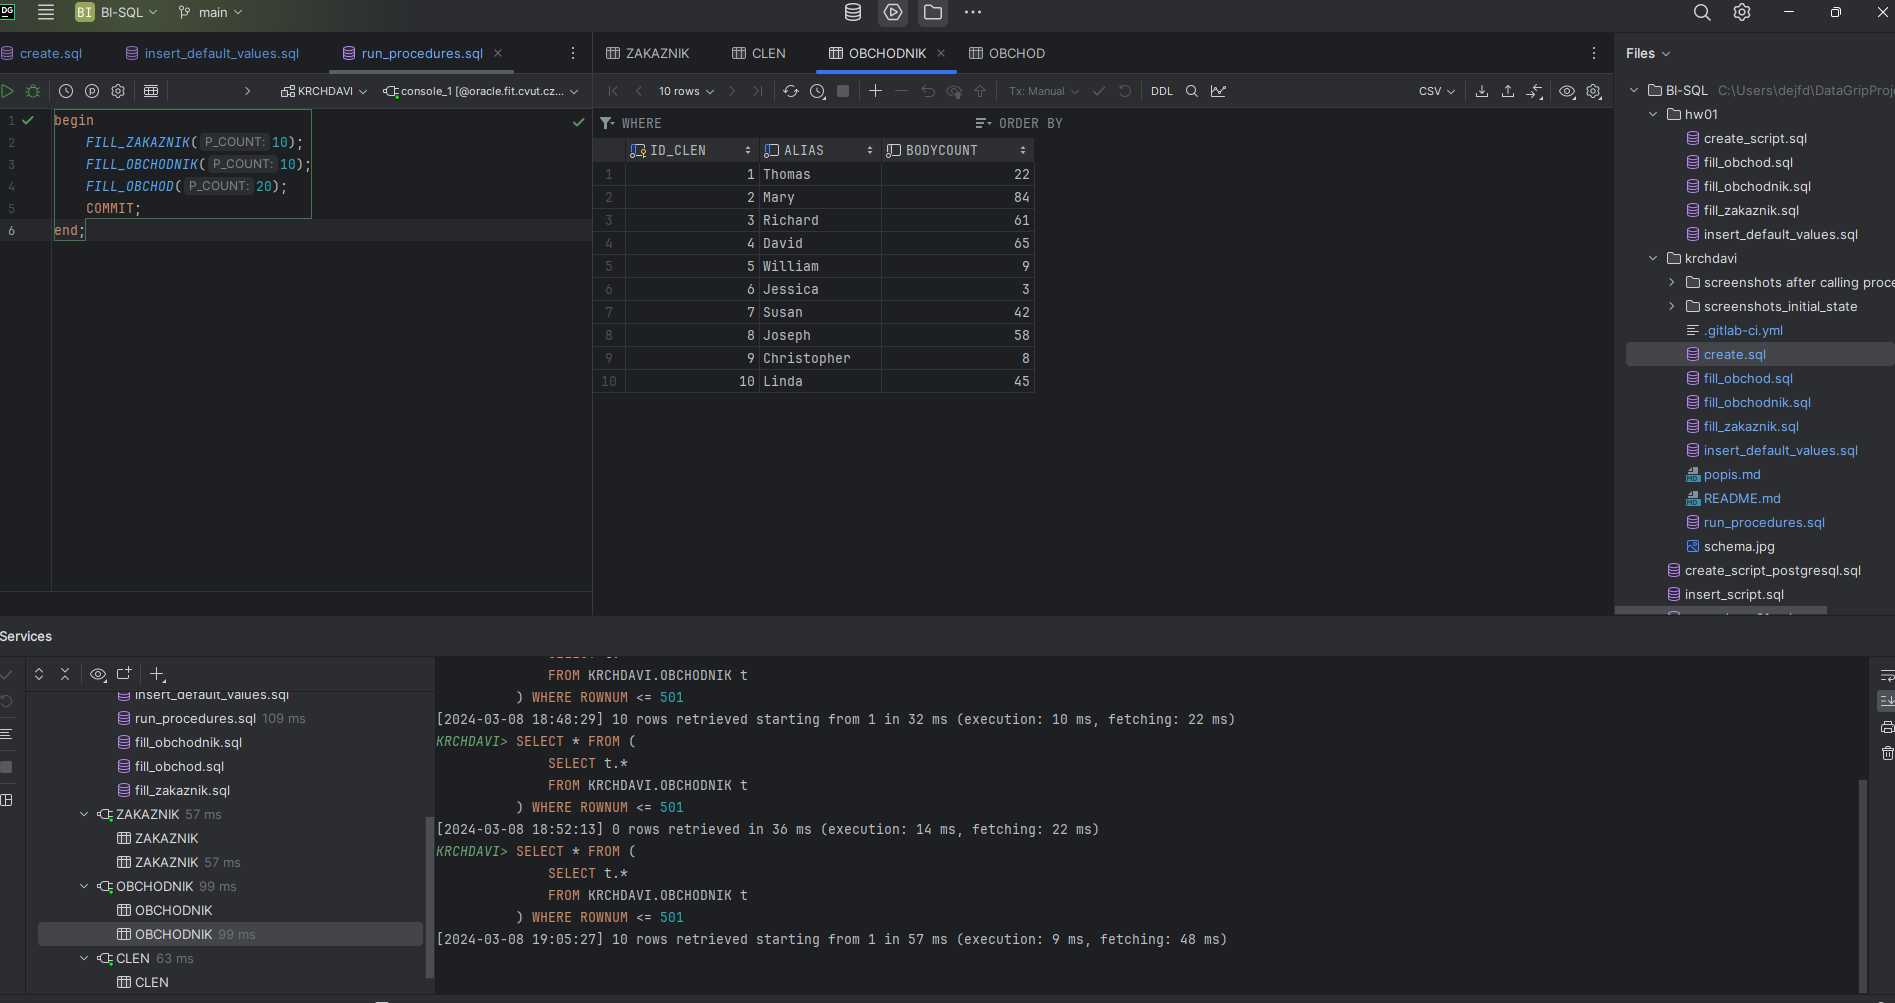 DG BI BI-SQL main
create.sql insert_default_values.sql run_procedures.sql
ZAKAZNIK CLEN OBCHODNIK OBCHOD
Files
KRCHDAVI console_1 [@oracle.fit.cvut.cz...
10 rows Tx: Manual DDL CSV
1 begin
2 FILL_ZAKAZNIK( P_COUNT: 10);
3 FILL_OBCHODNIK( P_COUNT: 10);
4 FILL_OBCHOD( P_COUNT: 20);
5 COMMIT;
6 end;
WHERE ORDER BY
ID_CLEN ALIAS BODYCOUNT
1 1 Thomas 22
2 2 Mary 84
3 3 Richard 61
4 4 David 65
5 5 William 9
6 6 Jessica 3
7 7 Susan 42
8 8 Joseph 58
9 9 Christopher 8
10 10 Linda 45
BI-SQL C:\Users\dejfd\DataGripProj
hw01
create_script.sql
fill_obchod.sql
fill_obchodnik.sql
fill_zakaznik.sql
insert_default_values.sql
krchdavi
screenshots after calling proce
screenshots_initial_state
.gitlab-ci.yml
create.sql
fill_obchod.sql
fill_obchodnik.sql
fill_zakaznik.sql
insert_default_values.sql
popis.md
README.md
run_procedures.sql
schema.jpg
create_script_postgresql.sql
insert_script.sql
Services
insert_default_values.sql
run_procedures.sql 109 ms
fill_obchodnik.sql
fill_obchod.sql
fill_zakaznik.sql
ZAKAZNIK 57 ms
ZAKAZNIK
ZAKAZNIK 57 ms
OBCHODNIK 99 ms
OBCHODNIK
OBCHODNIK 99 ms
CLEN 63 ms
CLEN
FROM KRCHDAVI.OBCHODNIK t
) WHERE ROWNUM <= 501
[2024-03-08 18:48:29] 10 rows retrieved starting from 1 in 32 ms (execution: 10 ms, fetching: 22 ms)
KRCHDAVI> SELECT * FROM (
SELECT t.*
FROM KRCHDAVI.OBCHODNIK t
) WHERE ROWNUM <= 501
[2024-03-08 18:52:13] 0 rows retrieved in 36 ms (execution: 14 ms, fetching: 22 ms)
KRCHDAVI> SELECT * FROM (
SELECT t.*
FROM KRCHDAVI.OBCHODNIK t
) WHERE ROWNUM <= 501
[2024-03-08 19:05:27] 10 rows retrieved starting from 1 in 57 ms (execution: 9 ms, fetching: 48 ms)